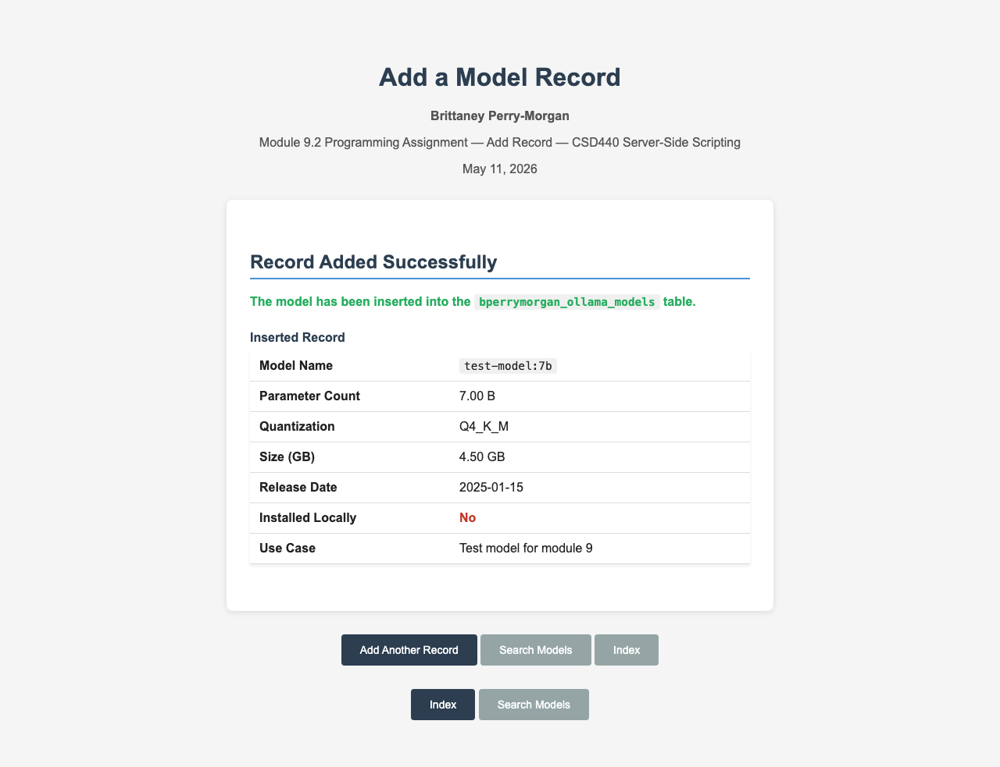 Add a Model Record
Brittaney Perry-Morgan
Module 9.2 Programming Assignment — Add Record — CSD440 Server-Side Scripting
May 11, 2026
Record Added Successfully
The model has been inserted into the bperrymorgan_ollama_models table.
Inserted Record
Model Name test-model:7b
Parameter Count 7.00 B
Quantization Q4_K_M
Size (GB) 4.50 GB
Release Date 2025-01-15
Installed Locally No
Use Case Test model for module 9
Add Another Record Search Models Index
Index Search Models